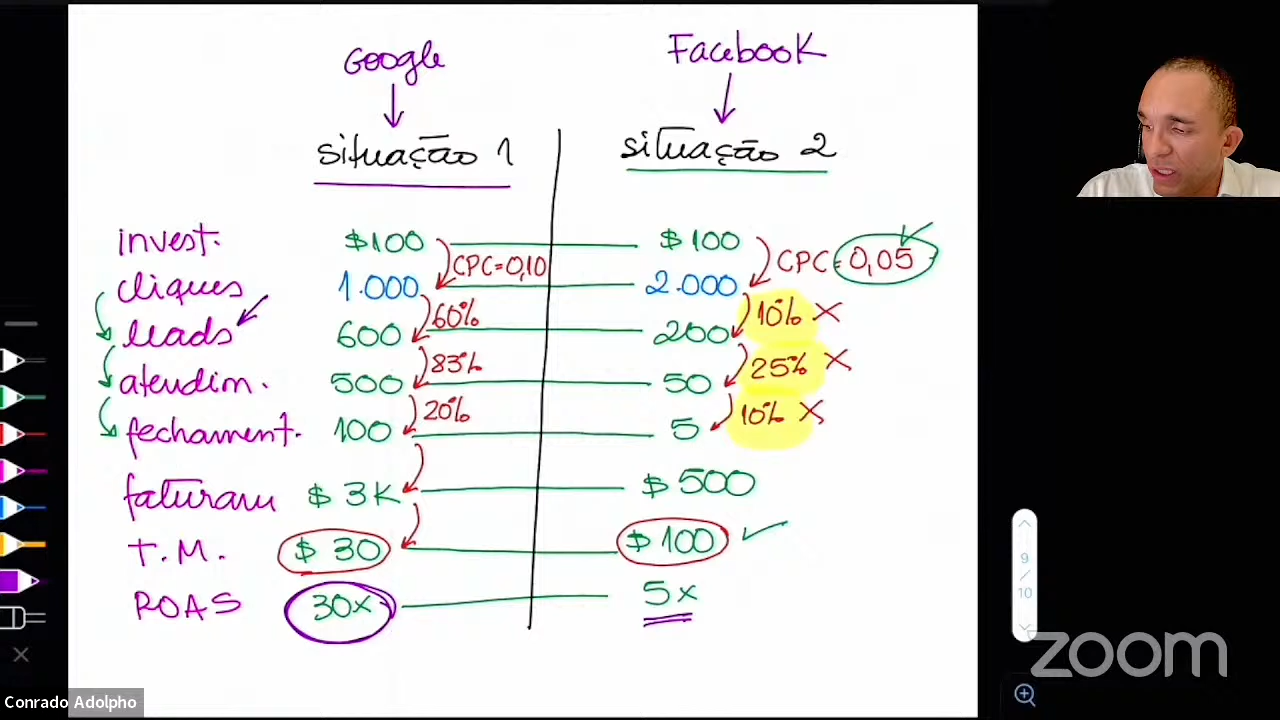 Google Facebook
situação 1 situação 2
invest. $100 $100 CPC = 0,05
CPC=0,10
cliques 1.000 2.000
60% 10% X
leads 600 200
83% 25% X
atendim. 500 50
20% 10% X
fechament. 100 5
faturam $ 3K $ 500
T.M. $ 30 $ 100
ROAS 30x 5x
9
/
10
zoom
Conrado Adolpho